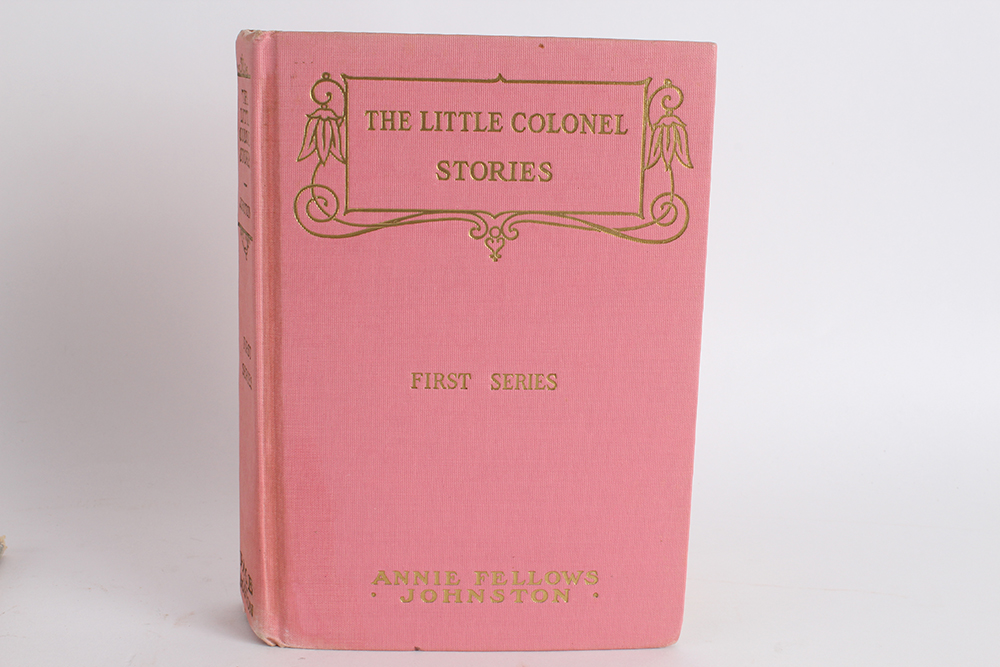 THE LITTLE COLONEL
STORIES
FIRST SERIES
ANNIE FELLOWS
· JOHNSTON ·